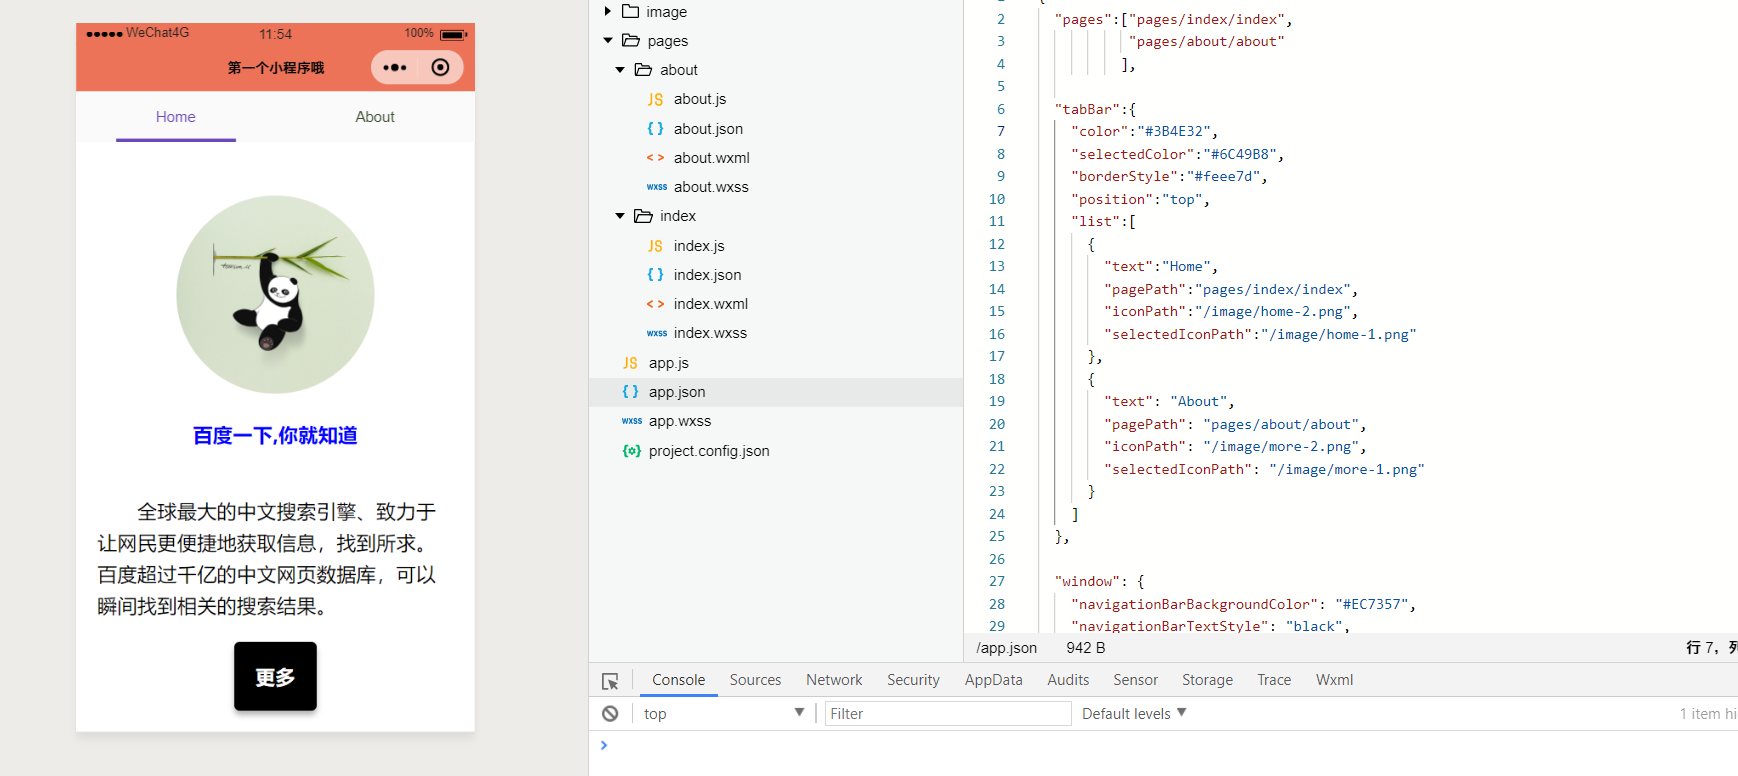 WeChat4G 11:54 100%
第一个小程序哦
Home About
百度一下,你就知道
全球最大的中文搜索引擎、致力于
让网民更便捷地获取信息，找到所求。
百度超过千亿的中文网页数据库，可以
瞬间找到相关的搜索结果。
更多
image
pages
about
JS about.js
{ } about.json
< > about.wxml
wxss about.wxss
index
JS index.js
{ } index.json
< > index.wxml
wxss index.wxss
JS app.js
{ } app.json
wxss app.wxss
project.config.json
2 "pages":["pages/index/index",
3 "pages/about/about"
4 ],
5
6 "tabBar":{
7 "color":"#3B4E32",
8 "selectedColor":"#6C49B8",
9 "borderStyle":"#feee7d",
10 "position":"top",
11 "list":[
12 {
13 "text":"Home",
14 "pagePath":"pages/index/index",
15 "iconPath":"/image/home-2.png",
16 "selectedIconPath":"/image/home-1.png"
17 },
18 {
19 "text": "About",
20 "pagePath": "pages/about/about",
21 "iconPath": "/image/more-2.png",
22 "selectedIconPath": "/image/more-1.png"
23 }
24 ]
25 },
26
27 "window": {
28 "navigationBarBackgroundColor": "#EC7357",
29 "navigationBarTextStyle": "black",
/app.json 942 B 行 7，列
Console Sources Network Security AppData Audits Sensor Storage Trace Wxml
top Filter Default levels 1 item hi